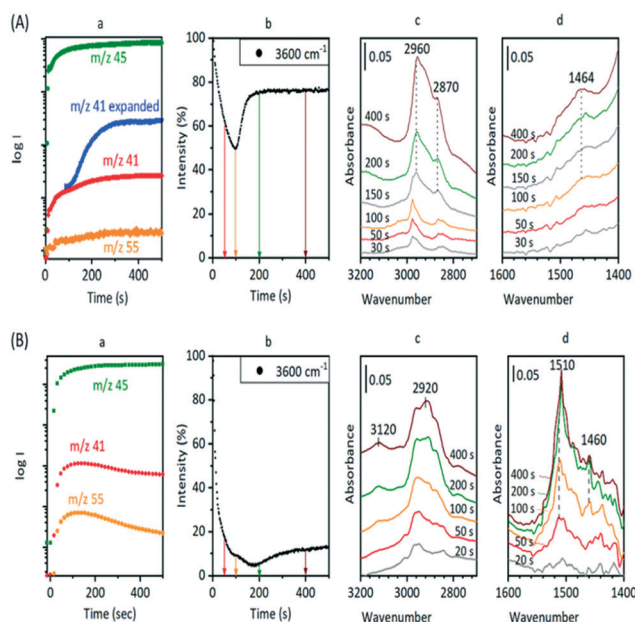 (A)
a
b
c
d
m/z 45
m/z 41 expanded
m/z 41
m/z 55
log I
0
200
400
Time (s)
100
80
60
40
20
0
Intensity (%)
● 3600 cm⁻¹
0
200
400
Time (s)
0.05
2960
2870
400 s
200 s
150 s
100 s
50 s
30 s
Absorbance
3200
3000
2800
Wavenumber
0.05
1464
400 s
200 s
150 s
100 s
50 s
30 s
Absorbance
1600
1500
1400
Wavenumber
(B)
a
b
c
d
m/z 45
m/z 41
m/z 55
log I
0
200
400
Time (sec)
100
80
60
40
20
0
Intensity (%)
● 3600 cm⁻¹
0
200
400
Time (s)
0.05
2920
3120
400 s
200 s
100 s
50 s
20 s
Absorbance
3200
3000
2800
Wavenumber
0.05
1510
1460
400 s
200 s
100 s
50 s
20 s
Absorbance
1600
1500
1400
Wavenumber